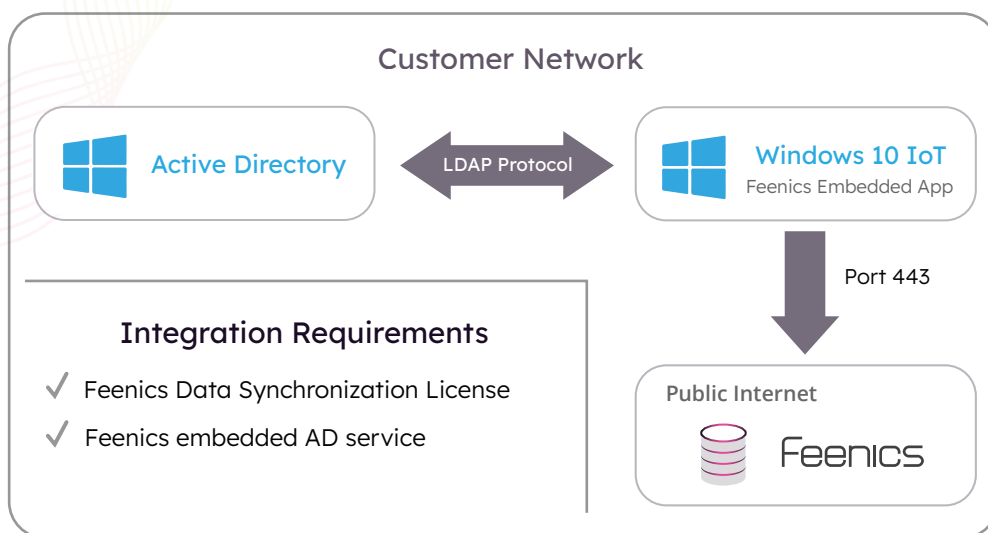 Customer Network
Active Directory
LDAP Protocol
Windows 10 IoT
Feenics Embedded App
Port 443
Integration Requirements
Feenics Data Synchronization License
Feenics embedded AD service
Public Internet
Feenics